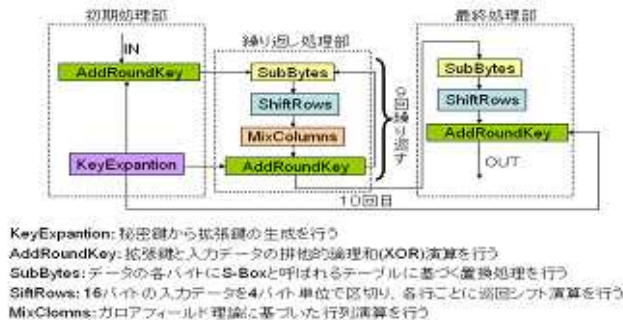 初期処理部
最終処理部
繰り返し処理部
IN
AddRoundKey
SubBytes
ShiftRows
MixColumns
AddRoundKey
KeyExpantion
9回繰り返す
SubBytes
ShiftRows
AddRoundKey
OUT
10回目
KeyExpantion: 秘密鍵から拡張鍵の生成を行う
AddRoundKey: 拡張鍵と入力データの排他的論理和(XOR)演算を行う
SubBytes: データの各バイトにS-Boxと呼ばれるテーブルに基づく置換処理を行う
SiftRows: 16バイトの入力データを4バイト単位で区切り、各行ごとに巡回シフト演算を行う
MixClomns: ガロアフィールド理論に基づいた行列演算を行う